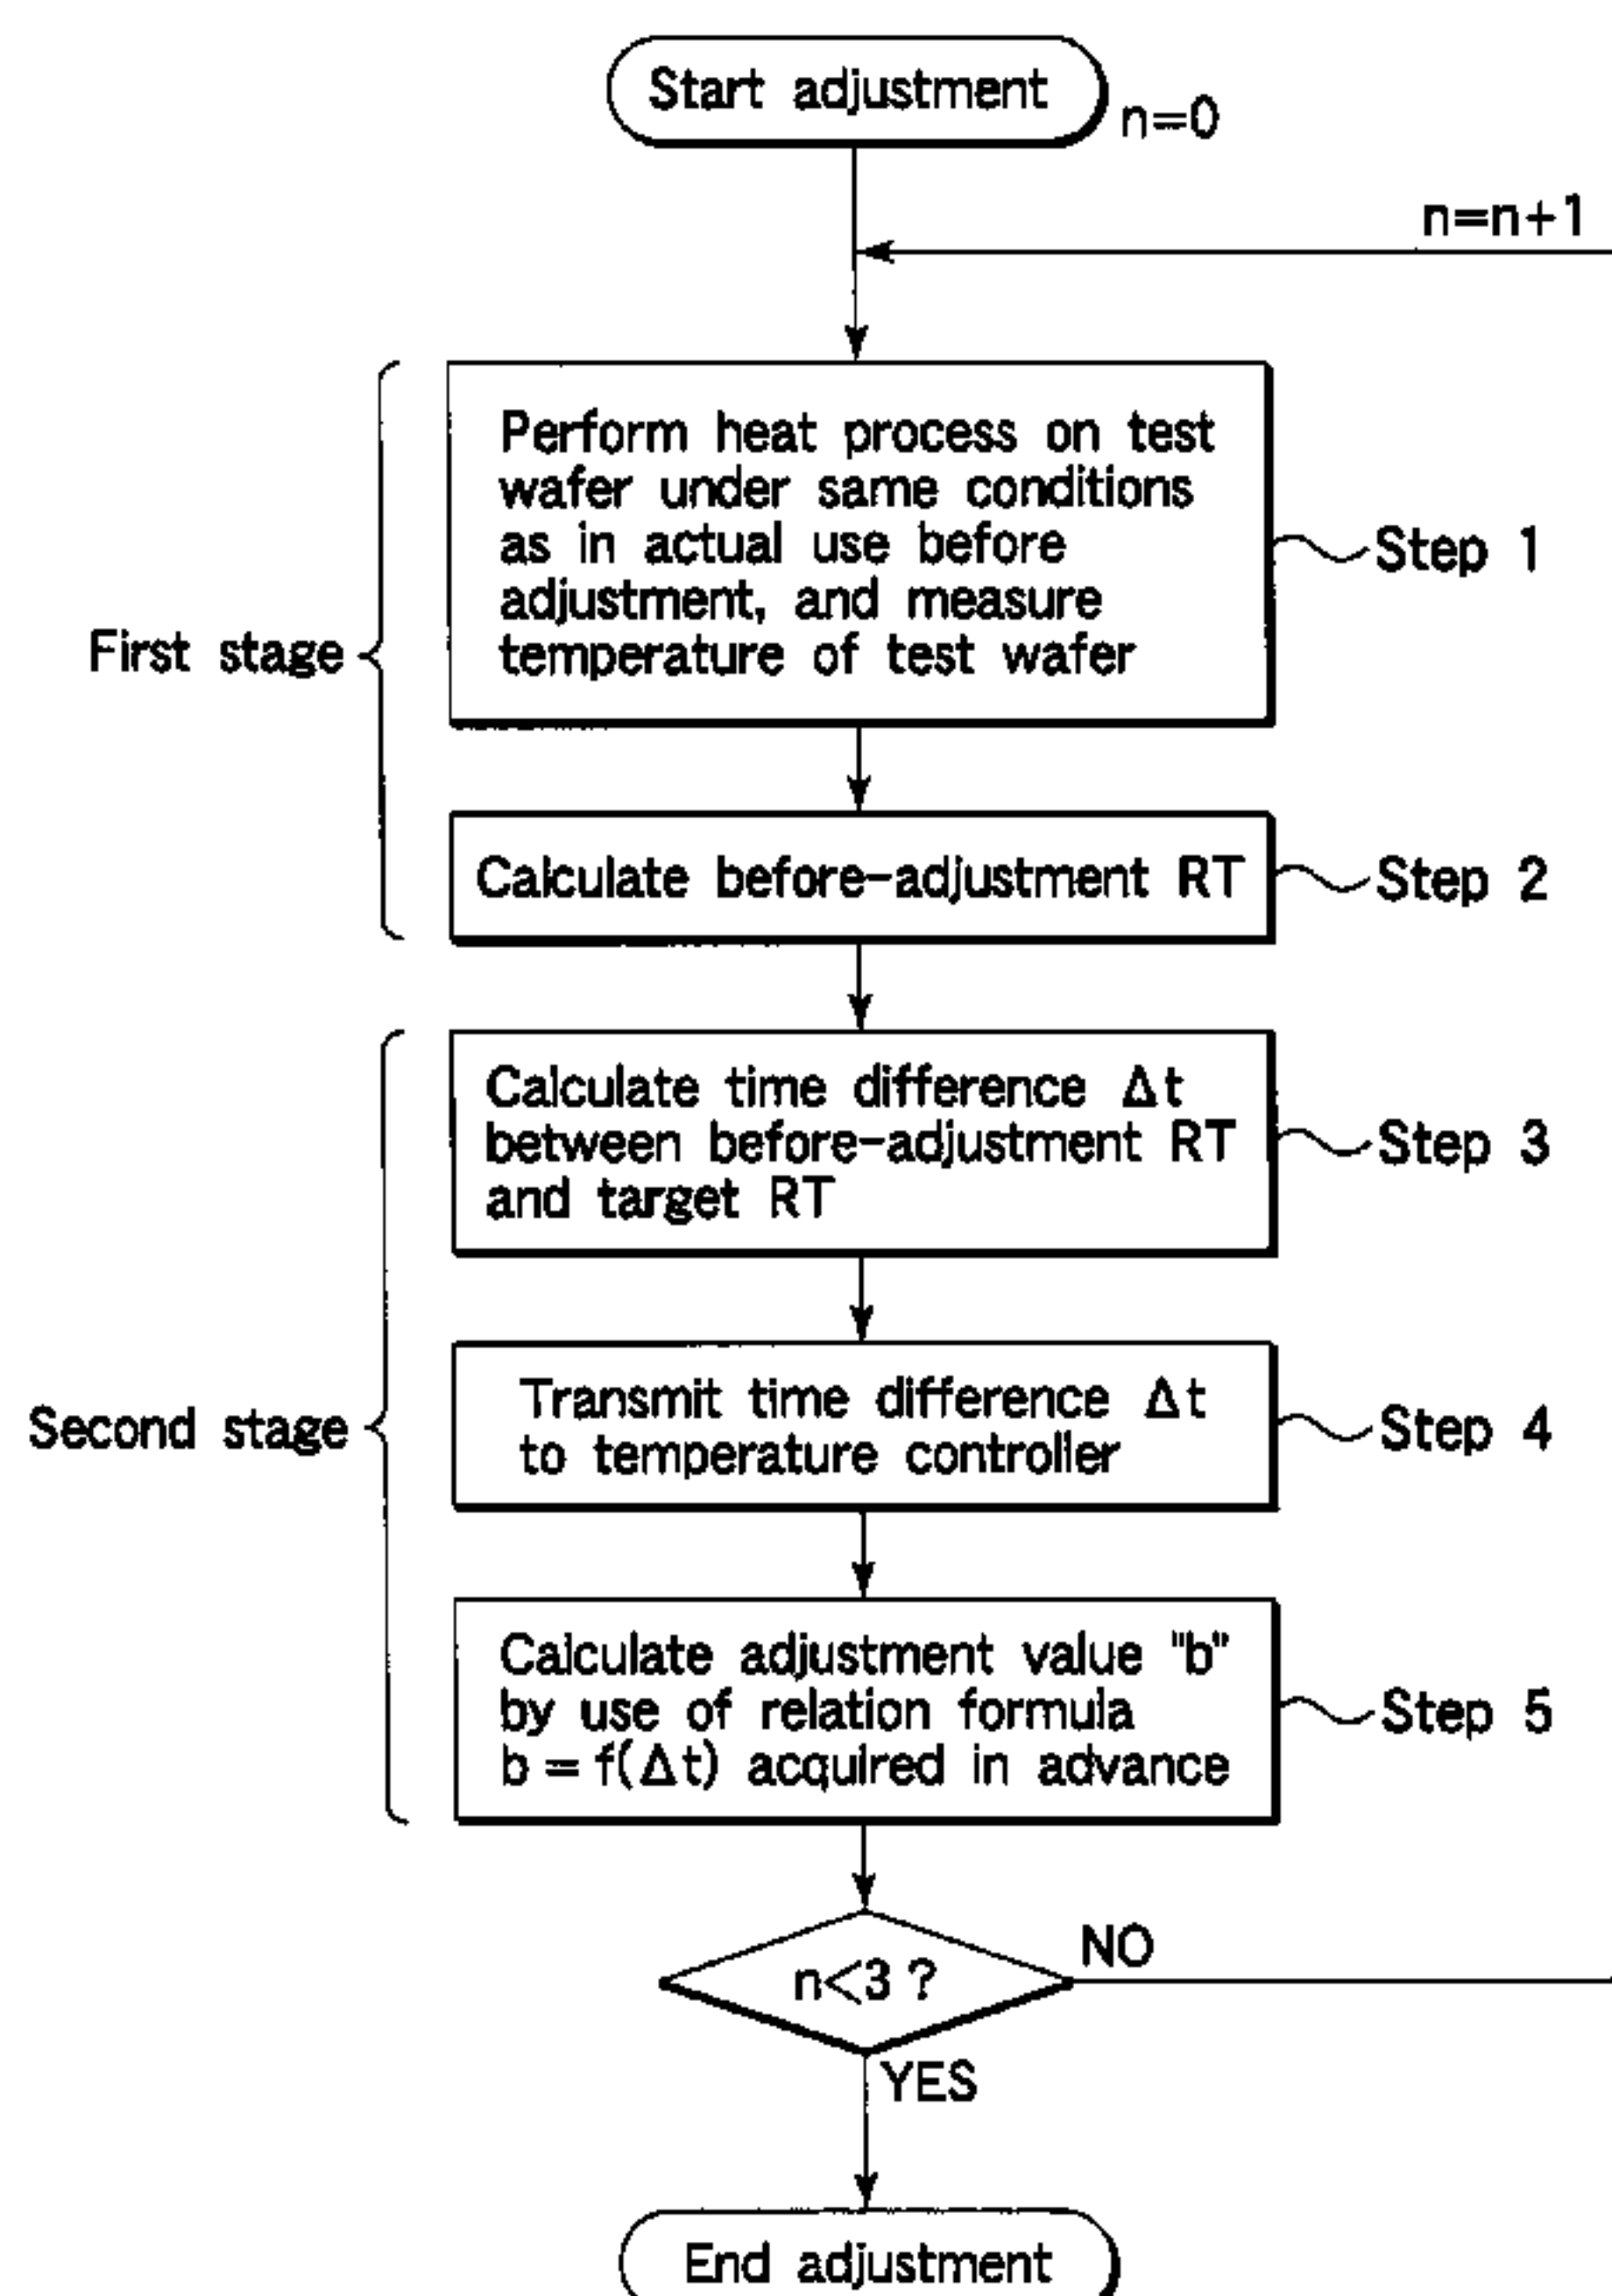 Start adjustment
n=0
n=n+1
First stage
Perform heat process on test
wafer under same conditions
as in actual use before
adjustment, and measure
temperature of test wafer
Step 1
Calculate before-adjustment RT
Step 2
Second stage
Calculate time difference Δt
between before-adjustment RT
and target RT
Step 3
Transmit time difference Δt
to temperature controller
Step 4
Calculate adjustment value "b"
by use of relation formula
b = f(Δt) acquired in advance
Step 5
n<3 ?
NO
YES
End adjustment